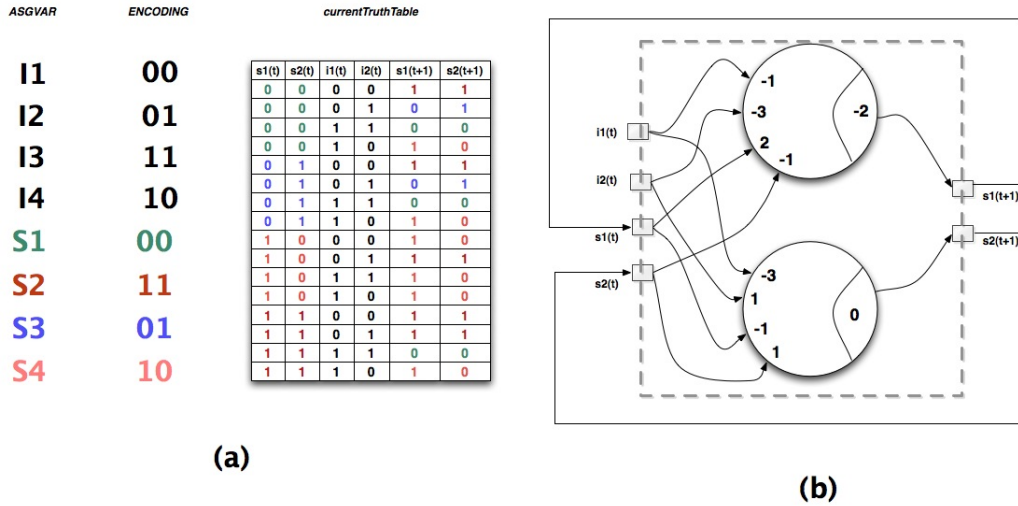 ASGVAR ENCODING currentTruthTable
I1 00
I2 01
I3 11
I4 10
S1 00
S2 11
S3 01
S4 10
s1(t) s2(t) i1(t) i2(t) s1(t+1) s2(t+1)
0 0 0 0 1 1
0 0 0 1 0 1
0 0 1 1 0 0
0 0 1 0 1 0
0 1 0 0 1 1
0 1 0 1 0 1
0 1 1 1 0 0
0 1 1 0 1 0
1 0 0 0 1 0
1 0 0 1 1 1
1 0 1 1 1 0
1 0 1 0 1 0
1 1 0 0 1 1
1 1 0 1 1 1
1 1 1 1 0 0
1 1 1 0 1 0
(a)
i1(t)
i2(t)
s1(t)
s2(t)
-1
-3
2
-1
-2
-3
1
-1
1
0
s1(t+1)
s2(t+1)
(b)